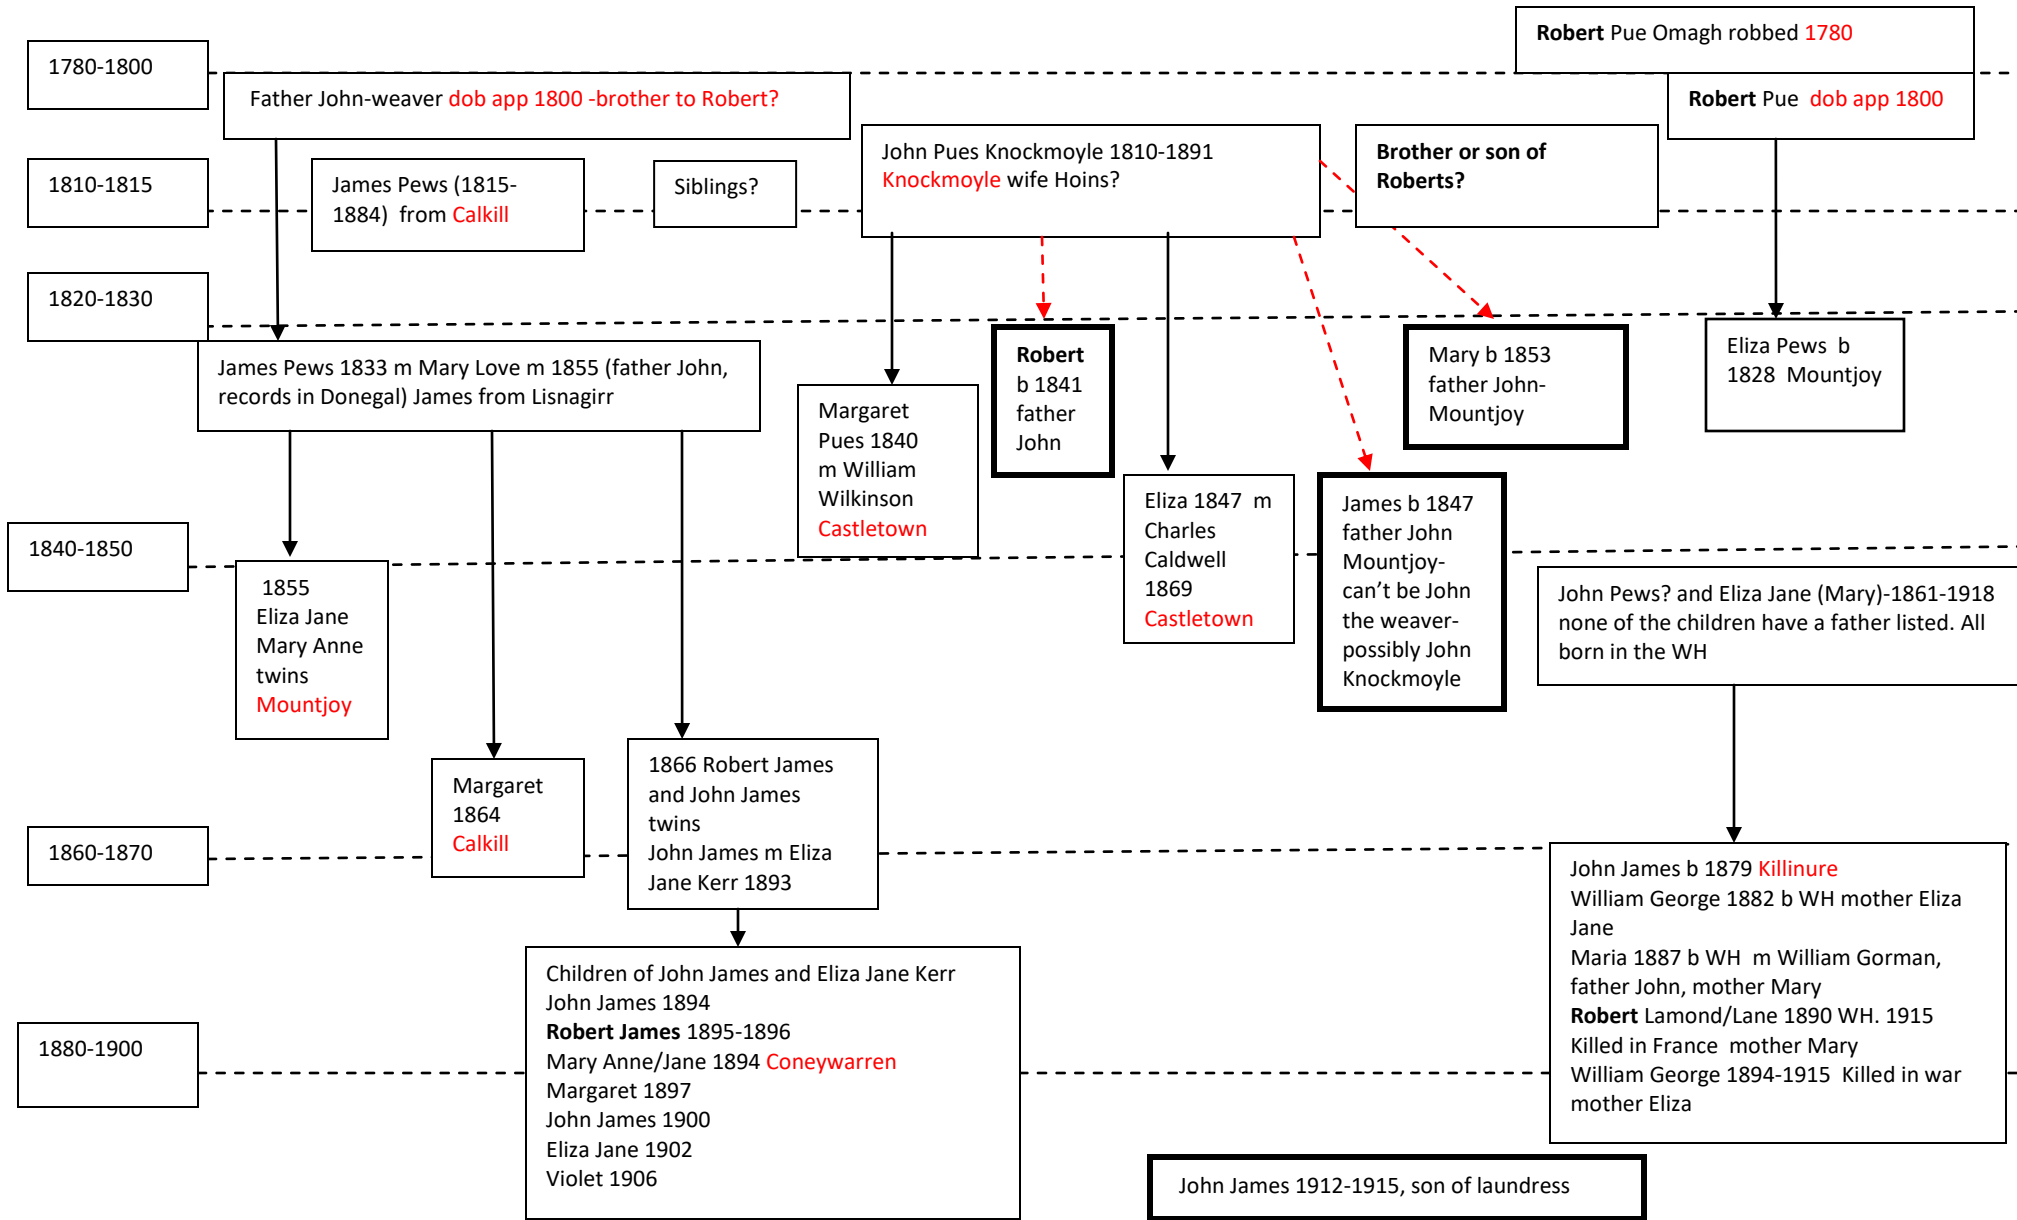 Robert Pue Omagh robbed 1780
1780-1800
Father John-weaver dob app 1800 -brother to Robert?
Robert Pue  dob app 1800
1810-1815
James Pews (1815-
1884)  from Calkill
Siblings?
John Pues Knockmoyle 1810-1891
Knockmoyle wife Hoins?
Brother or son of
Roberts?
1820-1830
James Pews 1833 m Mary Love m 1855 (father John,
records in Donegal) James from Lisnagirr
Margaret
Pues 1840
m William
Wilkinson
Castletown
Robert
b 1841
father
John
Mary b 1853
father John-
Mountjoy
Eliza Pews  b
1828  Mountjoy
Eliza 1847  m
Charles
Caldwell
1869
Castletown
James b 1847
father John
Mountjoy-
can’t be John
the weaver-
possibly John
Knockmoyle
1840-1850
1855
Eliza Jane
Mary Anne
twins
Mountjoy
John Pews? and Eliza Jane (Mary)-1861-1918
none of the children have a father listed. All
born in the WH
Margaret
1864
Calkill
1866 Robert James
and John James
twins
John James m Eliza
Jane Kerr 1893
1860-1870
John James b 1879 Killinure
William George 1882 b WH mother Eliza
Jane
Maria 1887 b WH  m William Gorman,
father John, mother Mary
Robert Lamond/Lane 1890 WH. 1915
Killed in France  mother Mary
William George 1894-1915  Killed in war
mother Eliza
1880-1900
Children of John James and Eliza Jane Kerr
John James 1894
Robert James 1895-1896
Mary Anne/Jane 1894 Coneywarren
Margaret 1897
John James 1900
Eliza Jane 1902
Violet 1906
John James 1912-1915, son of laundress